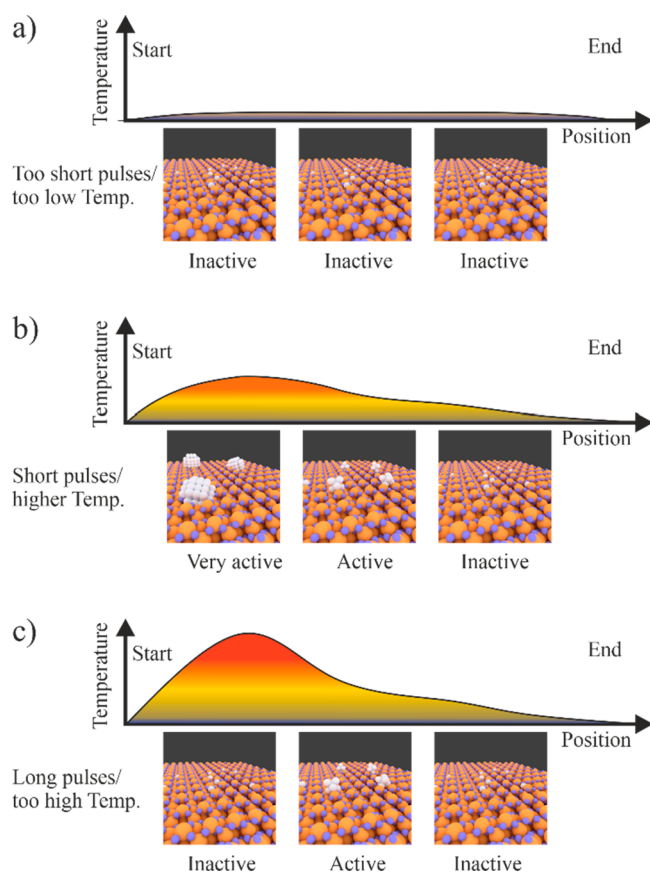 a)
Temperature
Start
End
Position
Too short pulses/
too low Temp.
Inactive
Inactive
Inactive
b)
Temperature
Start
End
Position
Short pulses/
higher Temp.
Very active
Active
Inactive
c)
Temperature
Start
End
Position
Long pulses/
too high Temp.
Inactive
Active
Inactive